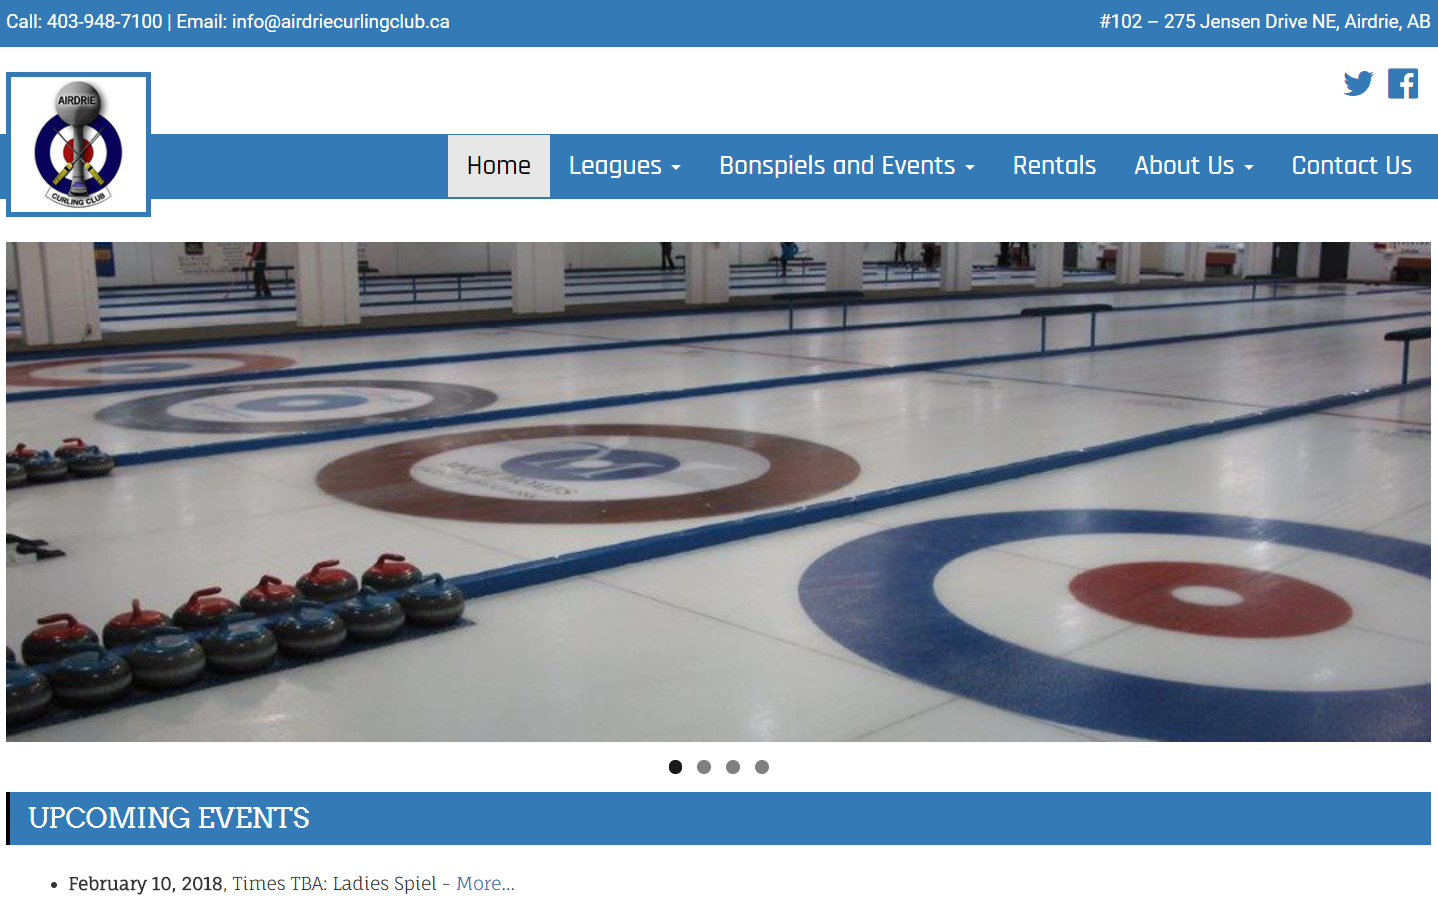 Call: 403-948-7100 | Email: info@airdriecurlingclub.ca
#102 – 275 Jensen Drive NE, Airdrie, AB
AIRDRIE
CURLING CLUB
Home Leagues Bonspiels and Events Rentals About Us Contact Us
UPCOMING EVENTS
February 10, 2018, Times TBA: Ladies Spiel - More...